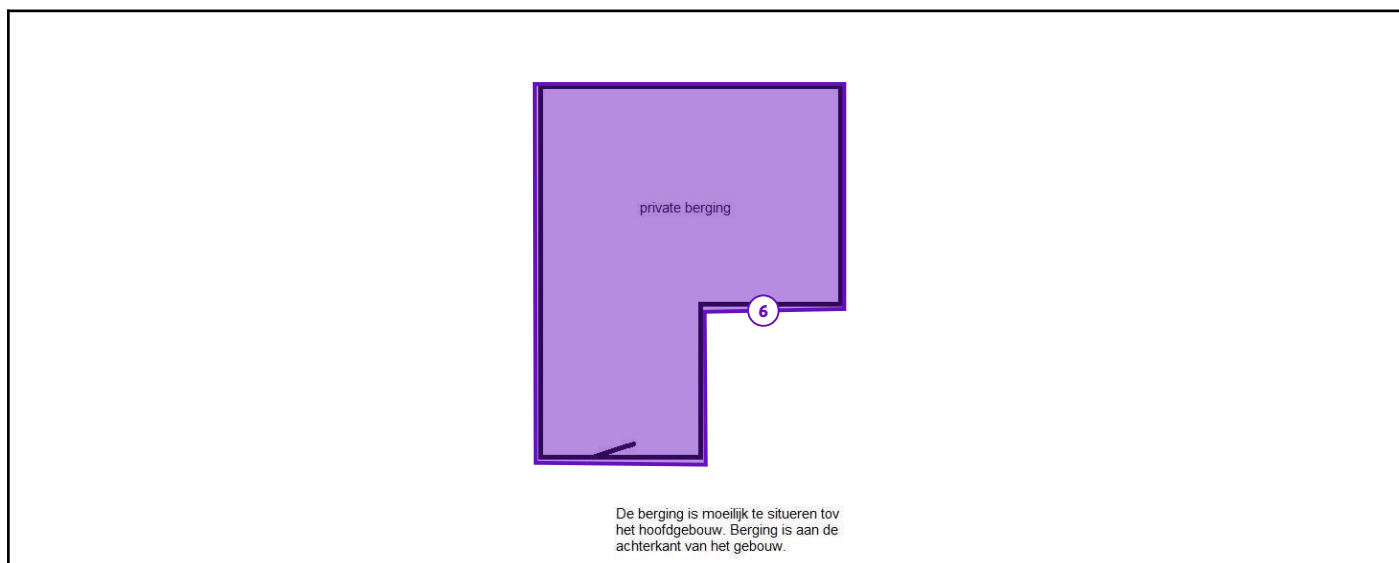 private berging
6
De berging is moeilijk te situeren tov
het hoofdgebouw. Berging is aan de
achterkant van het gebouw.